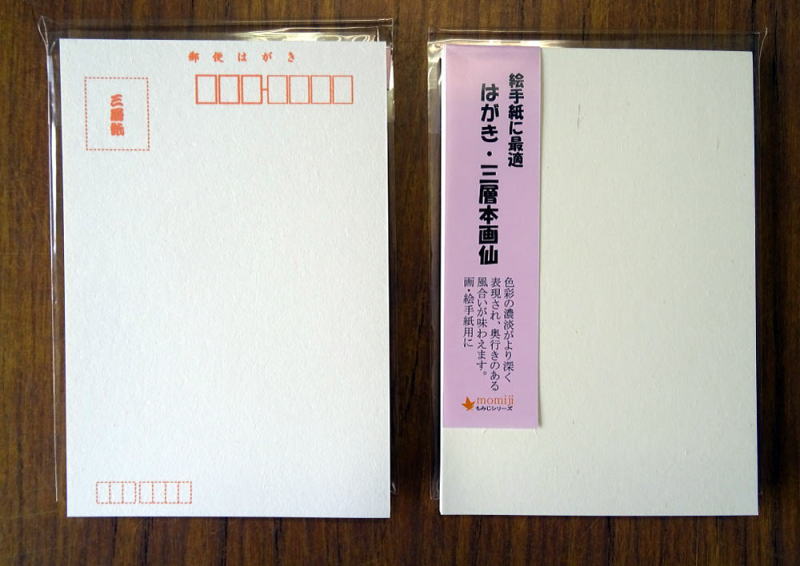 郵便はがき
三層紙
絵手紙に最適
はがき・三層本画仙
色彩の濃淡がより深く
表現され、奥行きのある
風合いが味わえます。
画・絵手紙用に
momiji
もみじシリーズ